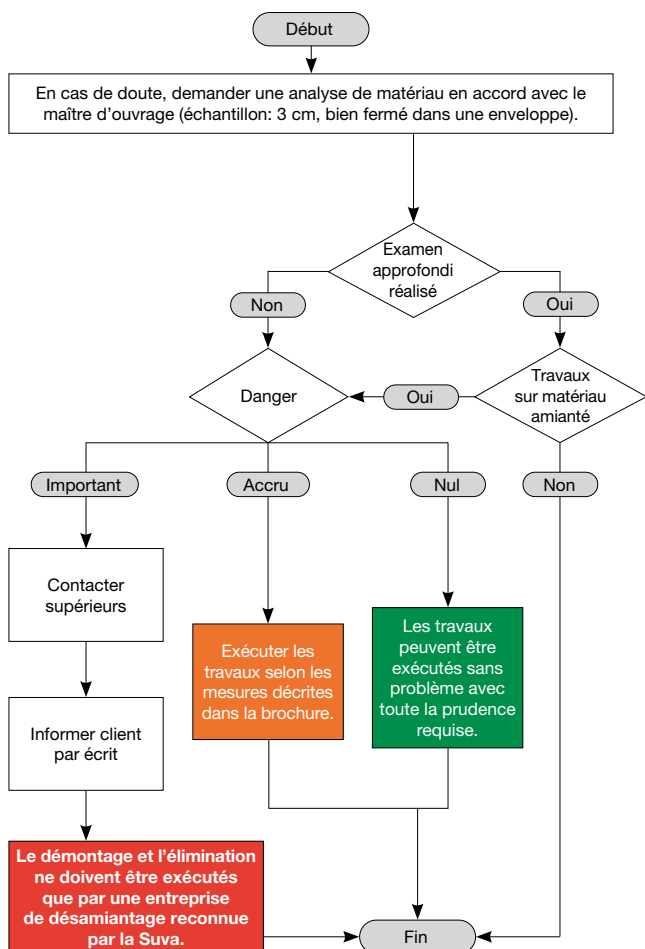 Début
En cas de doute, demander une analyse de matériau en accord avec le
maître d’ouvrage (échantillon: 3 cm, bien fermé dans une enveloppe).
Examen
approfondi
réalisé
Non
Oui
Danger
Oui
Travaux
sur matériau
amianté
Important
Accru
Nul
Non
Contacter
supérieurs
Exécuter les
travaux selon les
mesures décrites
dans la brochure.
Les travaux
peuvent être
exécutés sans
problème avec
toute la prudence
requise.
Informer client
par écrit
Le démontage et l’élimination
ne doivent être exécutés
que par une entreprise
de désamiantage reconnue
par la Suva.
Fin